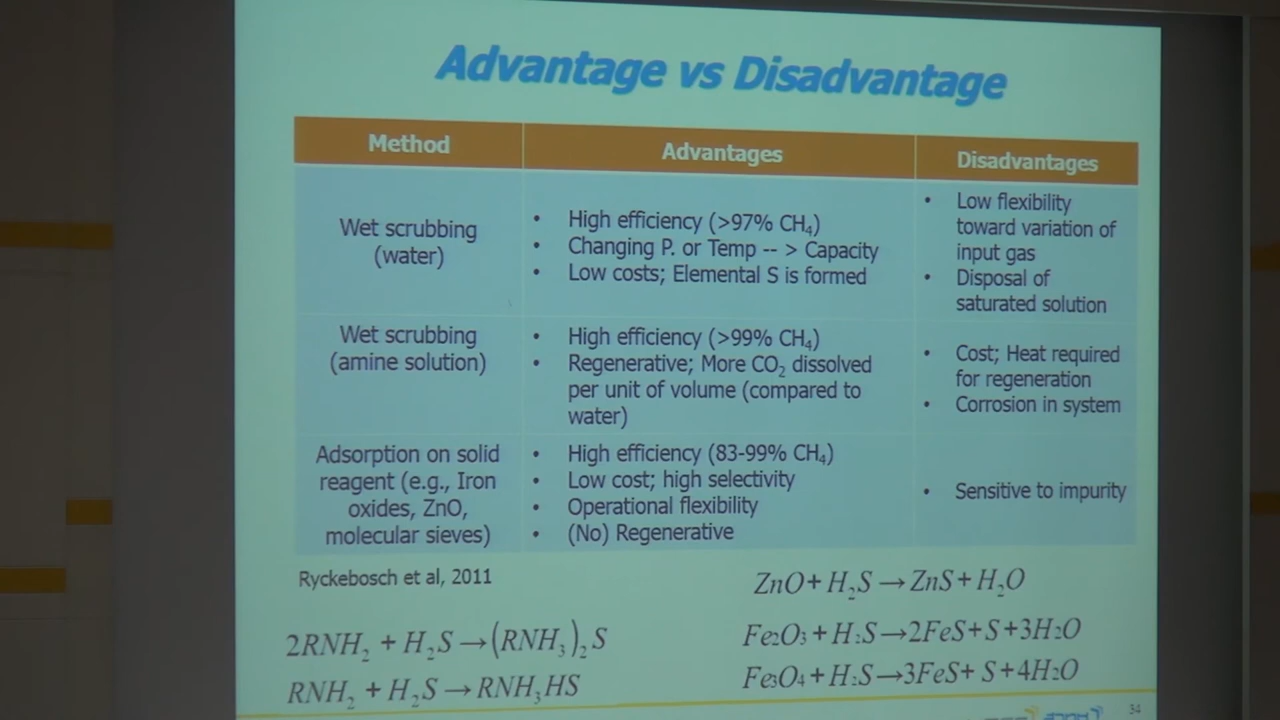 Advantage vs Disadvantage
Method
Advantages
Disadvantages
Wet scrubbing
(water)
• High efficiency (>97% CH₄)
• Changing P. or Temp -- > Capacity
• Low costs; Elemental S is formed
• Low flexibility
toward variation of
input gas
• Disposal of
saturated solution
Wet scrubbing
(amine solution)
• High efficiency (>99% CH₄)
• Regenerative; More CO₂ dissolved
per unit of volume (compared to
water)
• Cost; Heat required
for regeneration
• Corrosion in system
Adsorption on solid
reagent (e.g., Iron
oxides, ZnO,
molecular sieves)
• High efficiency (83-99% CH₄)
• Low cost; high selectivity
• Operational flexibility
• (No) Regenerative
• Sensitive to impurity
Ryckebosch et al, 2011
2RNH₂ + H₂S → (RNH₃)₂S
RNH₂ + H₂S → RNH₃HS
ZnO + H₂S → ZnS + H₂O
Fe₂O₃ + H₂S → 2FeS + S + 3H₂O
Fe₃O₄ + H₂S → 3FeS + S + 4H₂O
34